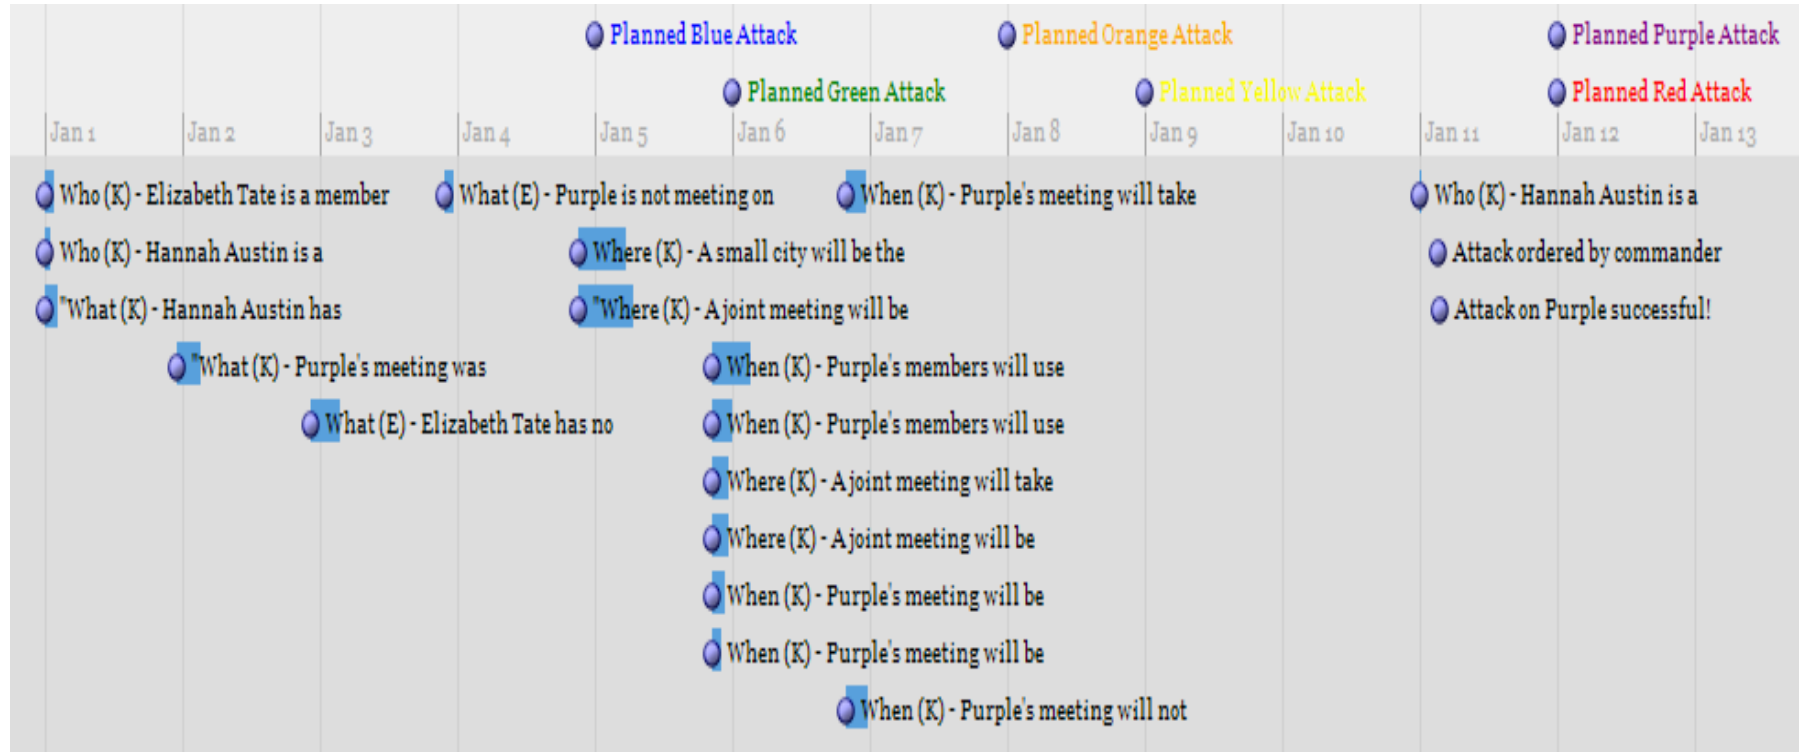 Planned Blue Attack
Planned Orange Attack
Planned Purple Attack
Planned Green Attack
Planned Yellow Attack
Planned Red Attack
Jan 1
Jan 2
Jan 3
Jan 4
Jan 5
Jan 6
Jan 7
Jan 8
Jan 9
Jan 10
Jan 11
Jan 12
Jan 13
Who (K) - Elizabeth Tate is a member
What (E) - Purple is not meeting on
When (K) - Purple's meeting will take
Who (K) - Hannah Austin is a
Who (K) - Hannah Austin is a
Where (K) - A small city will be the
Attack ordered by commander
"What (K) - Hannah Austin has
"Where (K) - A joint meeting will be
Attack on Purple successful!
"What (K) - Purple's meeting was
When (K) - Purple's members will use
What (E) - Elizabeth Tate has no
When (K) - Purple's members will use
Where (K) - A joint meeting will take
Where (K) - A joint meeting will be
When (K) - Purple's meeting will be
When (K) - Purple's meeting will be
When (K) - Purple's meeting will not